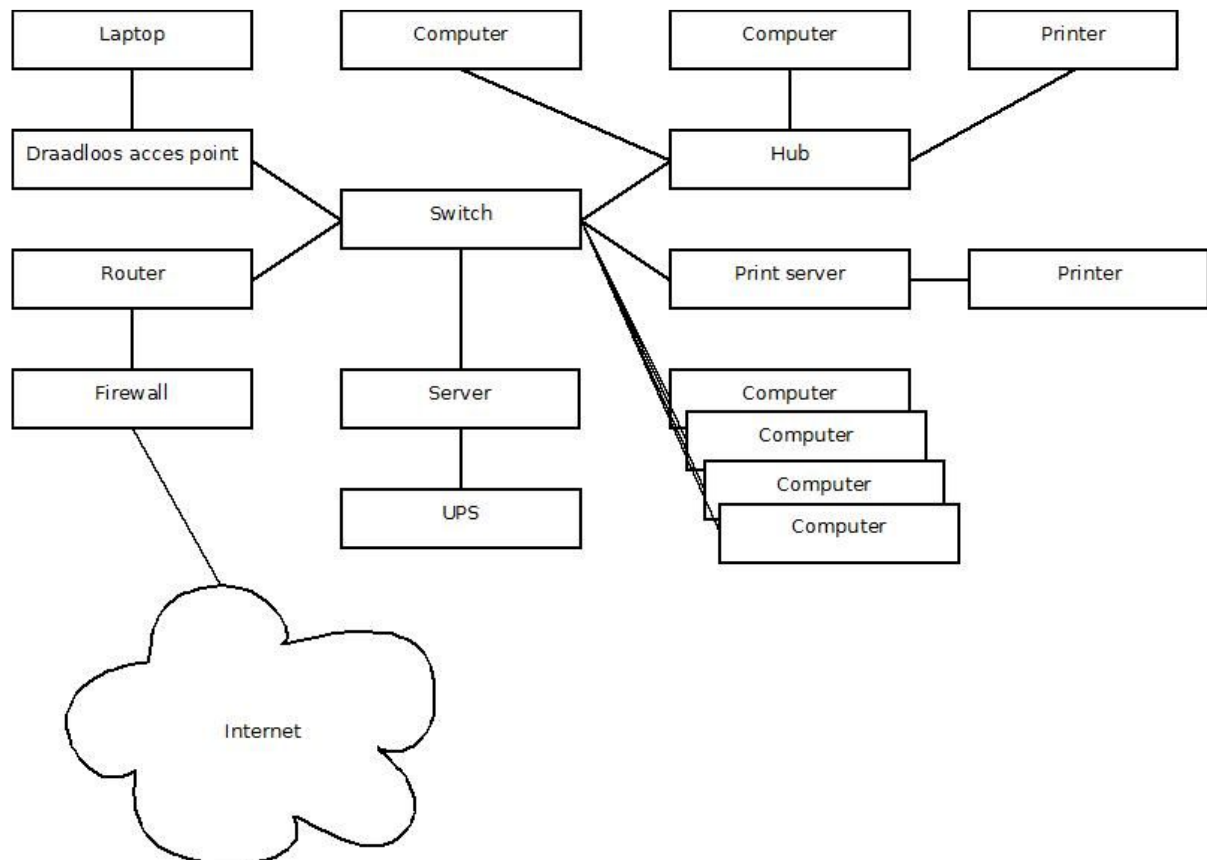 Laptop
Computer
Computer
Printer
Draadloos acces point
Hub
Switch
Router
Print server
Printer
Firewall
Server
Computer
Computer
Computer
Computer
UPS
Internet